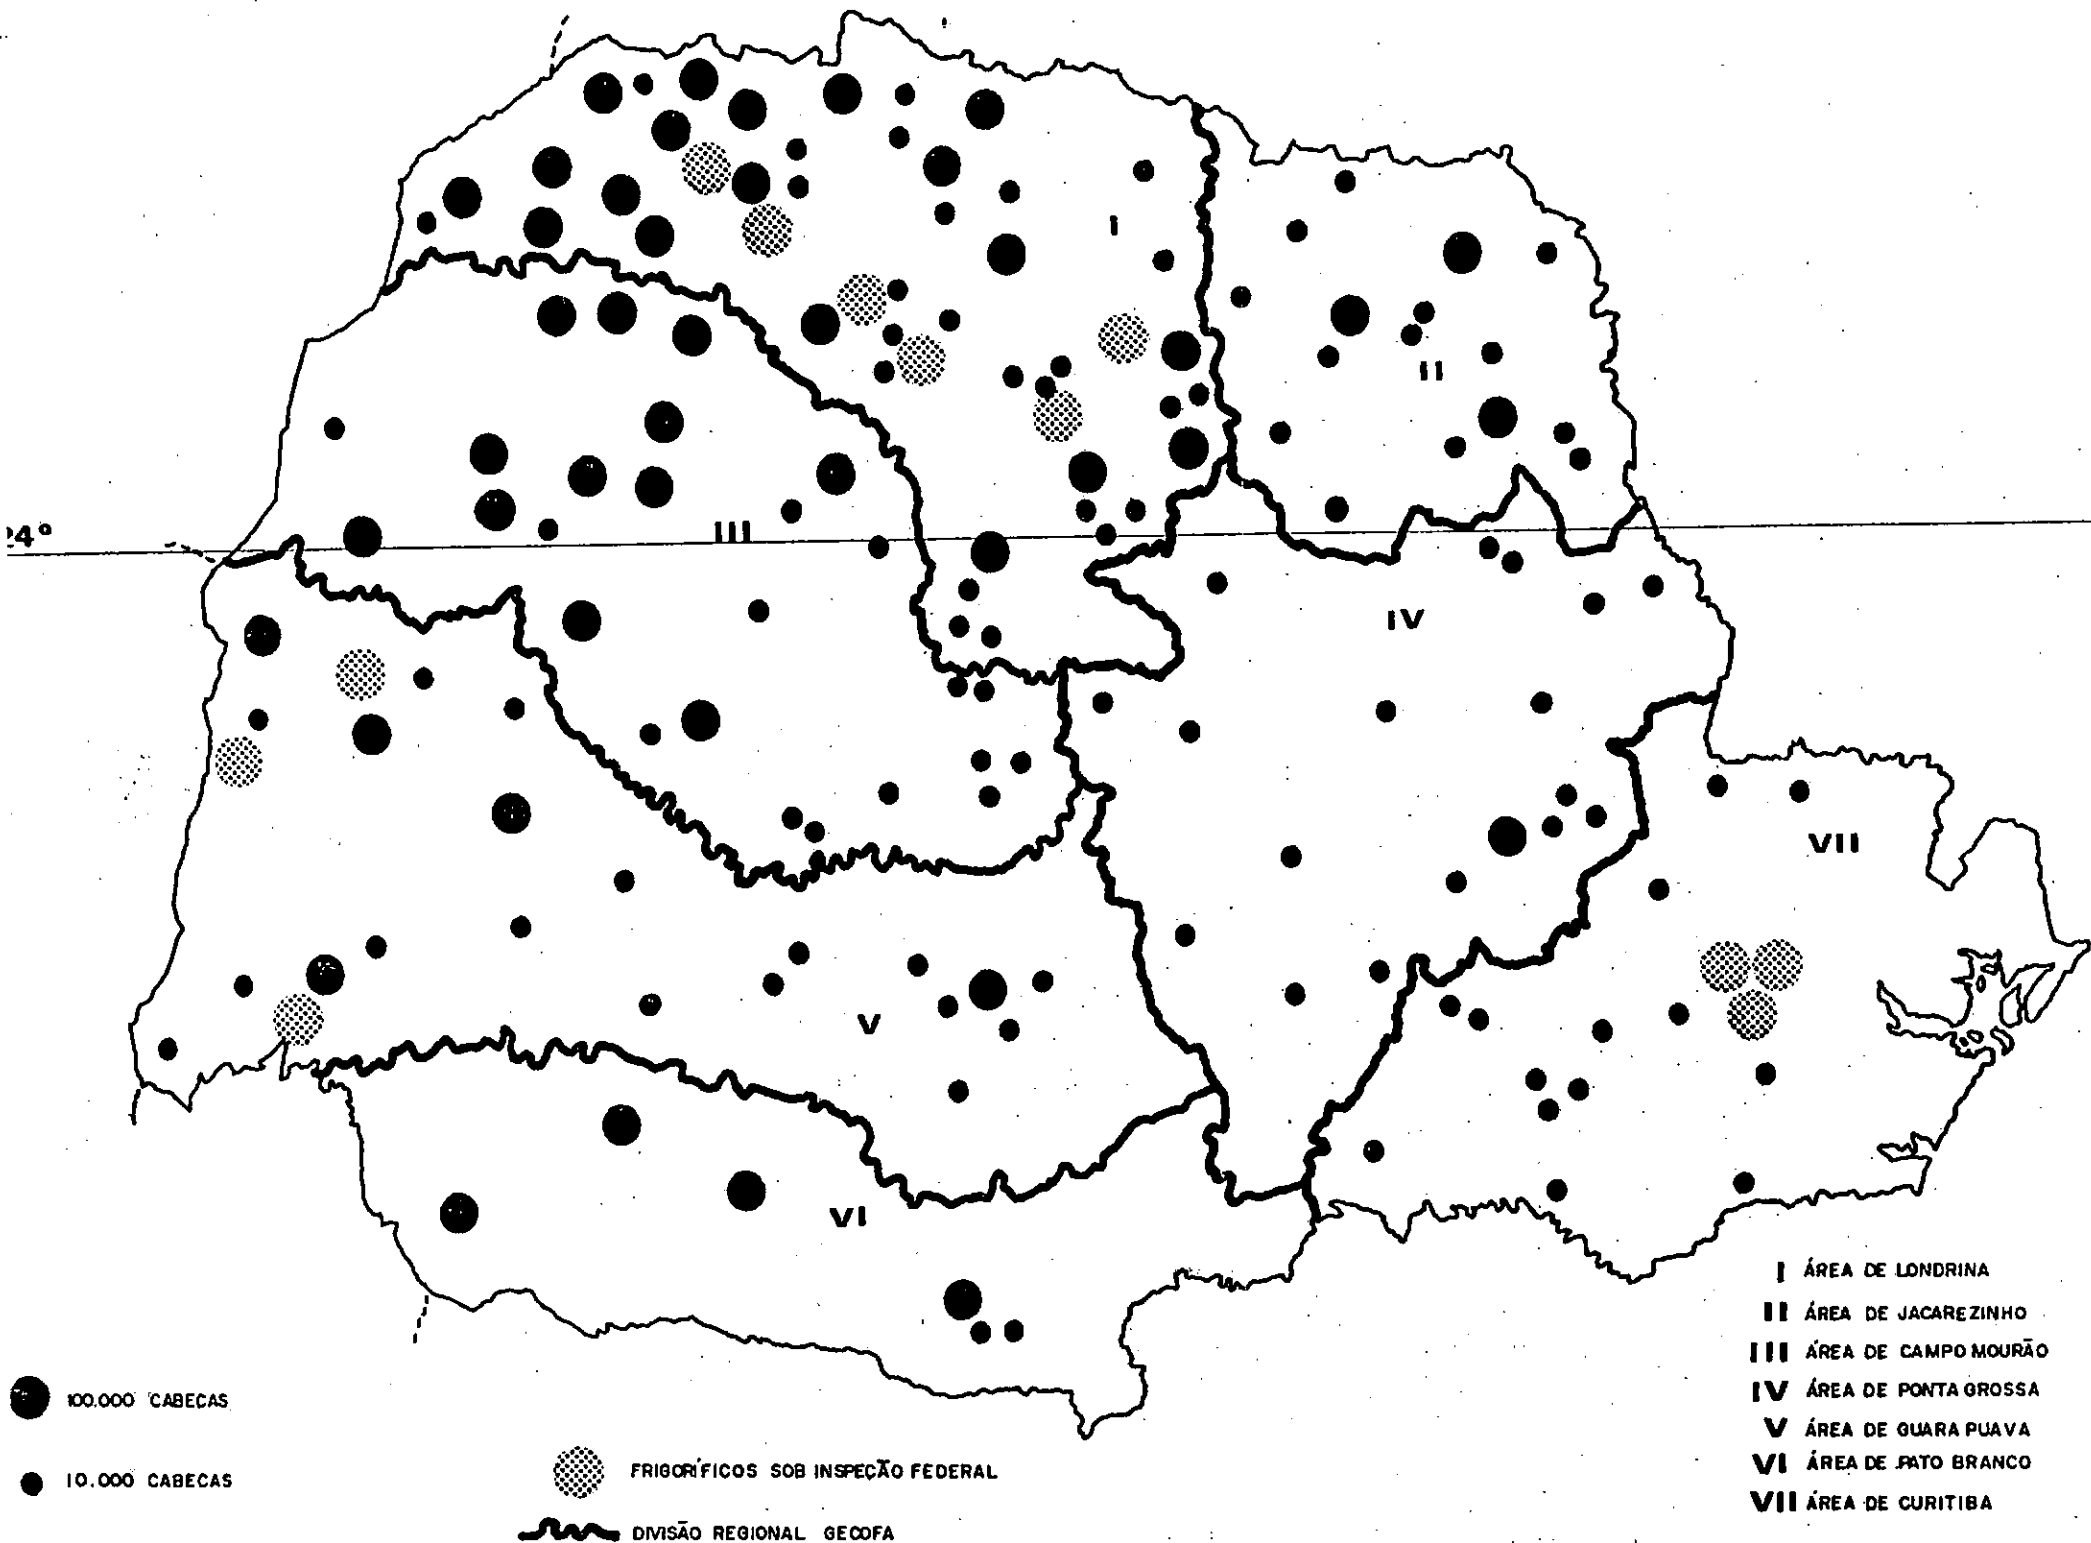 I
II
24°
III
IV
VII
V
VI
I ÁREA DE LONDRINA
II ÁREA DE JACAREZINHO
III ÁREA DE CAMPO MOURÃO
IV ÁREA DE PONTA GROSSA
V ÁREA DE GUARAPUAVA
VI ÁREA DE PATO BRANCO
VII ÁREA DE CURITIBA
100.000 CABECAS
10.000 CABECAS
FRIGORÍFICOS SOB INSPEÇÃO FEDERAL
DIVISÃO REGIONAL GECOFA